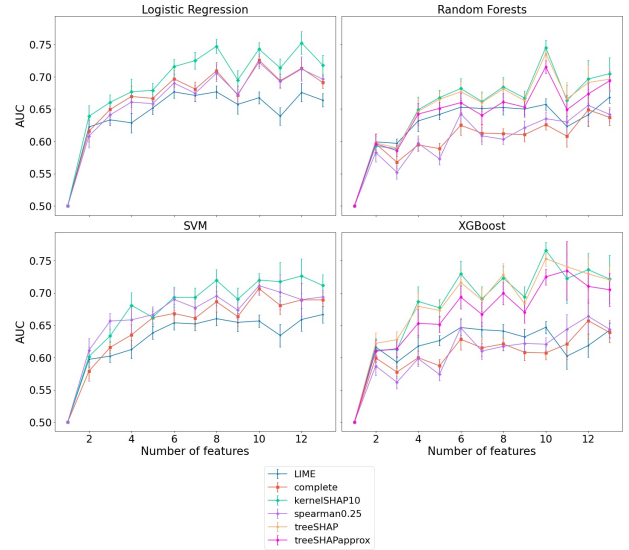 Logistic Regression
Random Forests
0.75
0.70
0.65
0.60
0.55
0.50
AUC
SVM
XGBoost
0.75
0.70
0.65
0.60
0.55
0.50
AUC
2 4 6 8 10 12
2 4 6 8 10 12
Number of features
Number of features
LIME
complete
kernelSHAP10
spearman0.25
treeSHAP
treeSHAPapprox